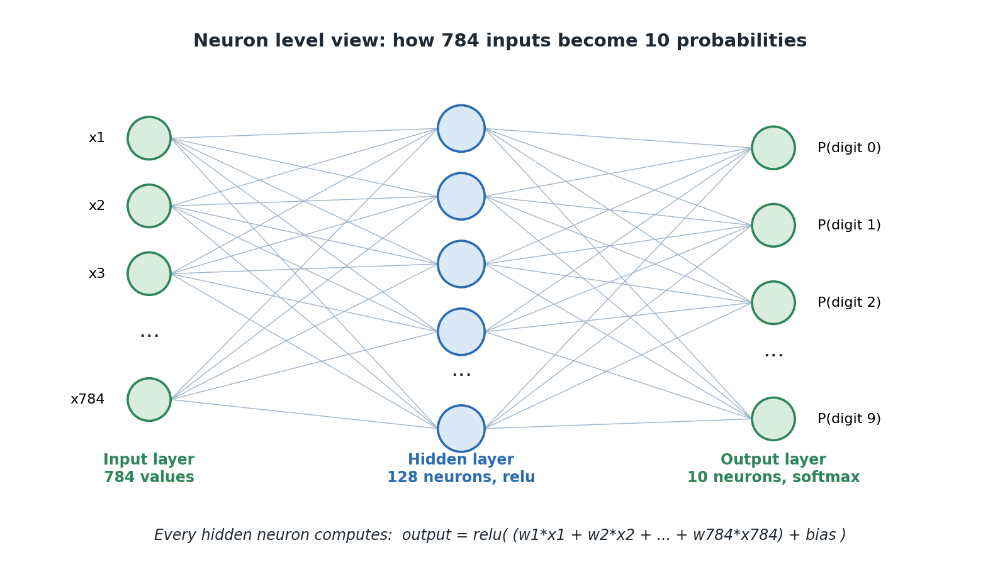 Neuron level view: how 784 inputs become 10 probabilities
x1
x2
x3
...
x784
...
P(digit 0)
P(digit 1)
P(digit 2)
...
P(digit 9)
Input layer
784 values
Hidden layer
128 neurons, relu
Output layer
10 neurons, softmax
Every hidden neuron computes:  output = relu( (w1*x1 + w2*x2 + ... + w784*x784) + bias )